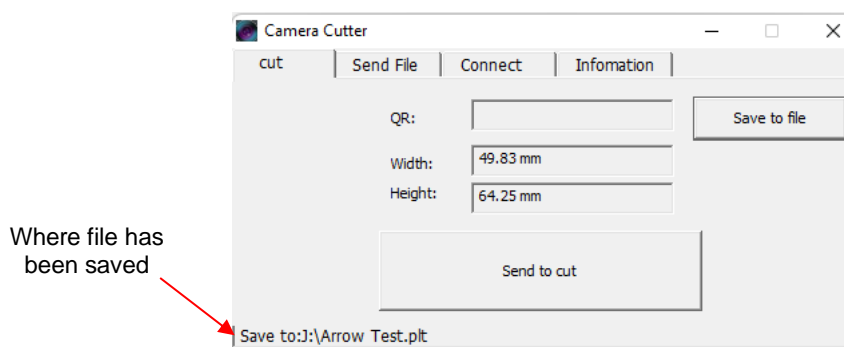 Camera Cutter
cut Send File Connect Infomation
QR: Save to file
Width: 49.83 mm
Height: 64.25 mm
Where file has
been saved
Send to cut
Save to:J:\Arrow Test.plt